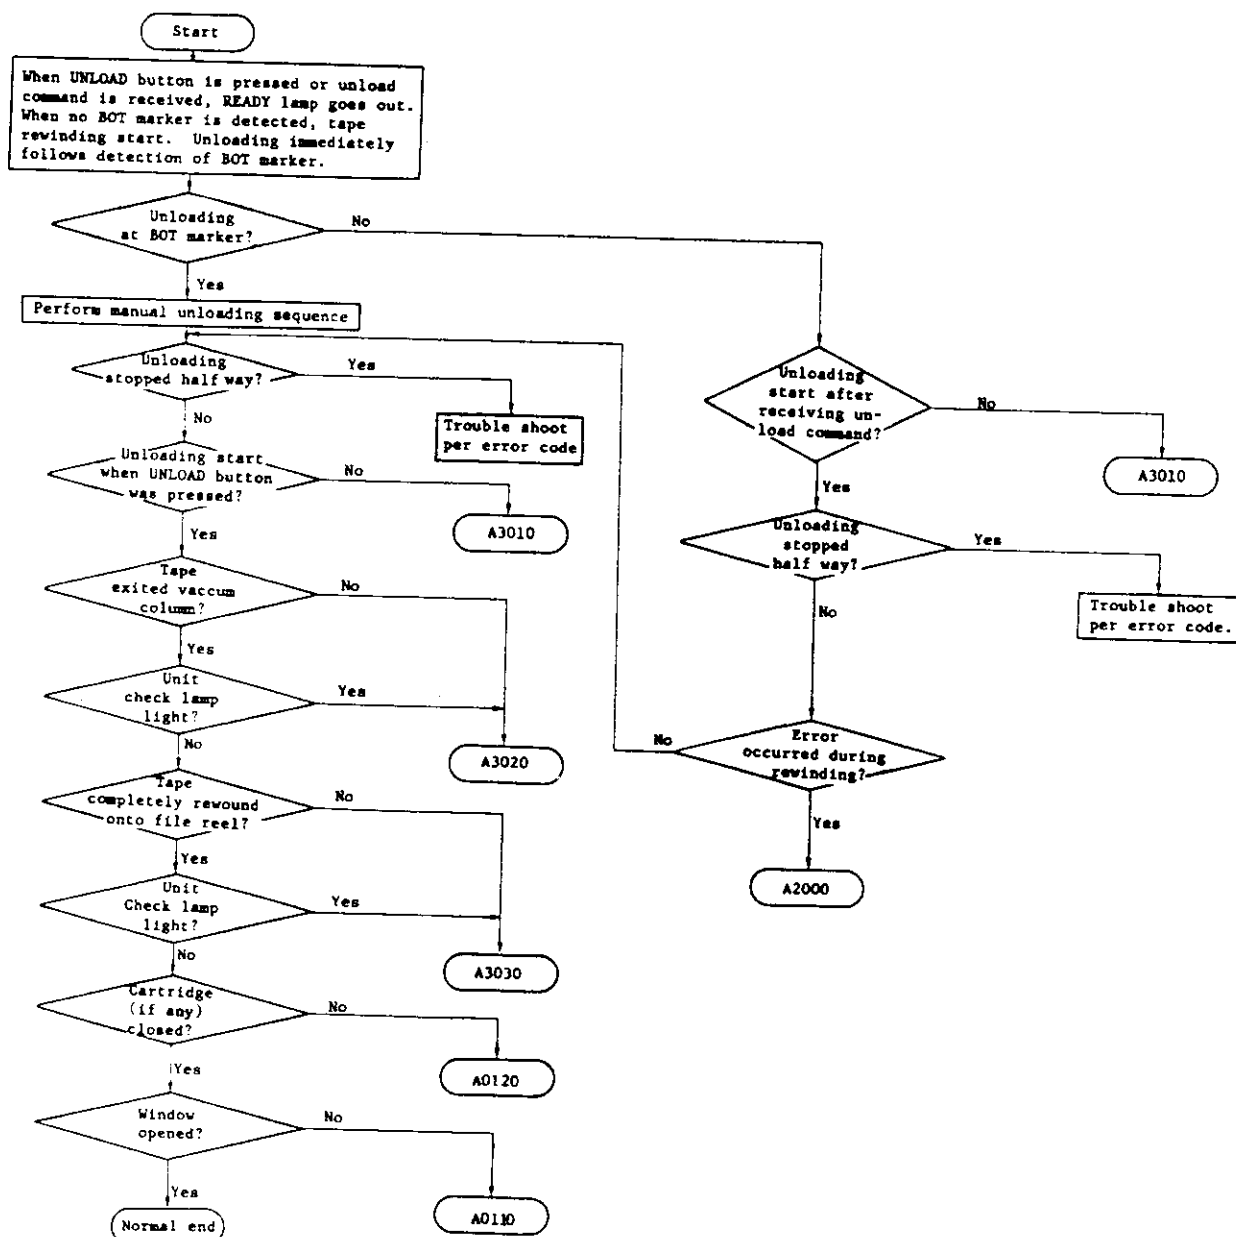 Start
When UNLOAD button is pressed or unload
command is received, READY lamp goes out.
When no BOT marker is detected, tape
rewinding start. Unloading immediately
follows detection of BOT marker.
Unloading
at BOT marker?
No
Yes
Perform manual unloading sequence
Unloading
stopped half way?
Yes
Trouble shoot
per error code
No
Unloading start
when UNLOAD button
was pressed?
No
A3010
Yes
Tape
exited vaccum
column?
No
Yes
Unit
check lamp
light?
Yes
A3020
No
Tape
completely rewound
onto file reel?
No
Yes
Unit
Check lamp
light?
Yes
A3030
No
Cartridge
(if any)
closed?
No
A0120
Yes
Window
opened?
No
A0110
Yes
Normal end
Unloading
start after
receiving un-
load command?
No
A3010
Yes
Unloading
stopped
half way?
Yes
Trouble shoot
per error code.
No
Error
occurred during
rewinding?
No
Yes
A2000